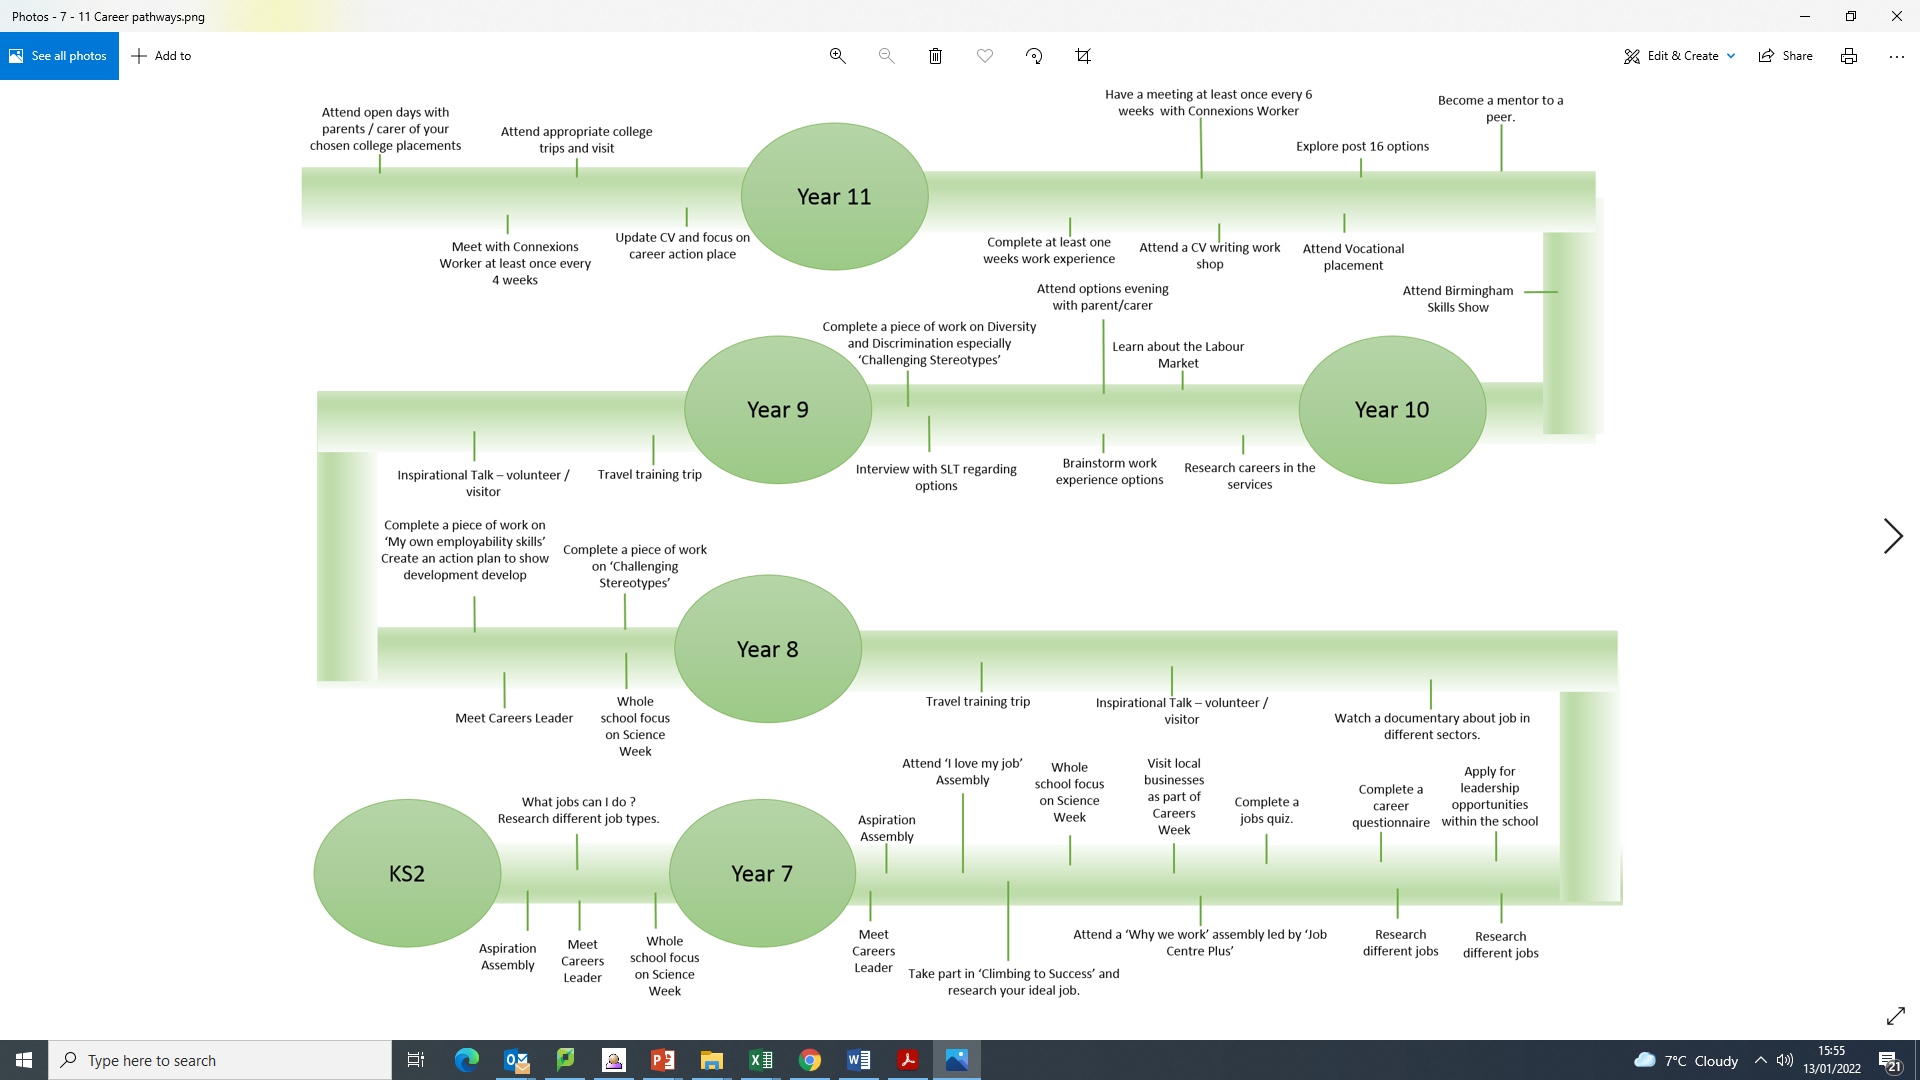 Photos - 7 - 11 Career pathways.png
See all photos
Add to
Edit & Create
Share
Attend open days with
parents / carer of your
chosen college placements
Attend appropriate college
trips and visit
Have a meeting at least once every 6
weeks with Connexions Worker
Become a mentor to a
peer.
Explore post 16 options
Year 11
Meet with Connexions
Worker at least once every
4 weeks
Update CV and focus on
career action place
Complete at least one
weeks work experience
Attend a CV writing work
shop
Attend Vocational
placement
Attend Birmingham
Skills Show
Attend options evening
with parent/carer
Complete a piece of work on Diversity
and Discrimination especially
‘Challenging Stereotypes’
Learn about the Labour
Market
Year 9
Year 10
Inspirational Talk – volunteer /
visitor
Travel training trip
Interview with SLT regarding
options
Brainstorm work
experience options
Research careers in the
services
Complete a piece of work on
‘My own employability skills’
Create an action plan to show
development develop
Complete a piece of work
on ‘Challenging
Stereotypes’
Year 8
Meet Careers Leader
Whole
school focus
on Science
Week
Travel training trip
Inspirational Talk – volunteer /
visitor
Watch a documentary about job in
different sectors.
What jobs can I do ?
Research different job types.
Aspiration
Assembly
Attend ‘I love my job’
Assembly
Whole
school focus
on Science
Week
Visit local
businesses
as part of
Careers
Week
Complete a
jobs quiz.
Complete a
career
questionnaire
Apply for
leadership
opportunities
within the school
KS2
Year 7
Aspiration
Assembly
Meet
Careers
Leader
Whole
school focus
on Science
Week
Meet
Careers
Leader
Take part in ‘Climbing to Success’ and
research your ideal job.
Attend a ‘Why we work’ assembly led by ‘Job
Centre Plus’
Research
different jobs
Research
different jobs
Type here to search
7°C Cloudy
15:55
13/01/2022
21